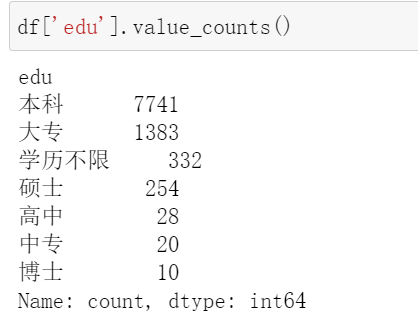 df['edu'].value_counts()
edu
本科 7741
大专 1383
学历不限 332
硕士 254
高中 28
中专 20
博士 10
Name: count, dtype: int64